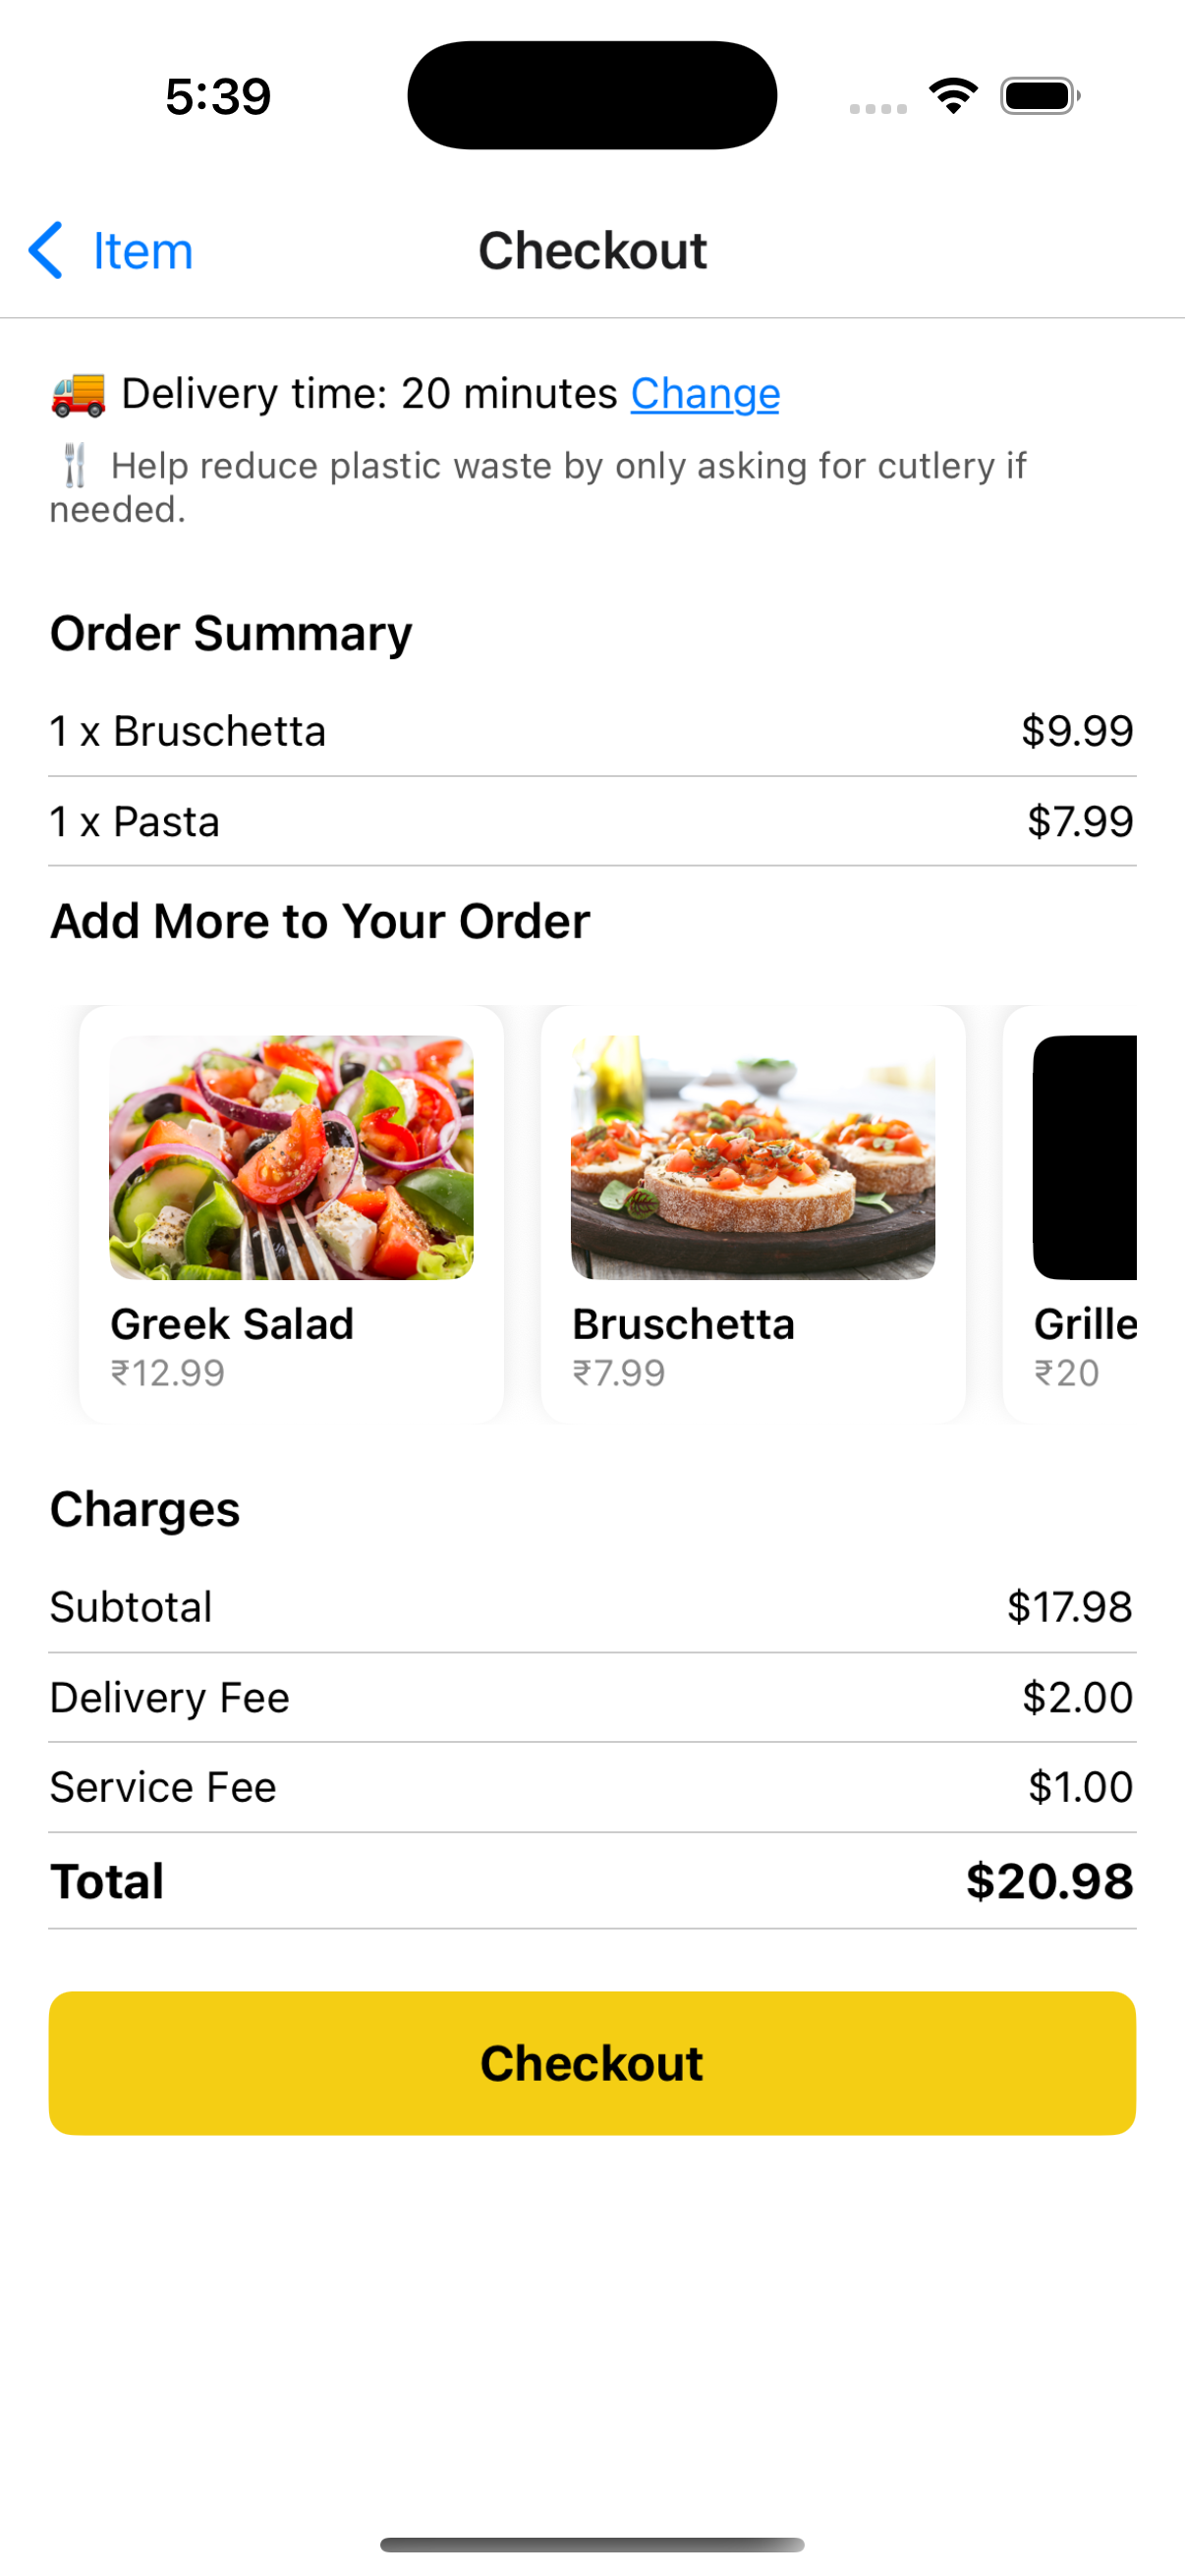 5:39
Item
Checkout
Delivery time: 20 minutes Change
Help reduce plastic waste by only asking for cutlery if
needed.
Order Summary
1 x Bruschetta $9.99
1 x Pasta $7.99
Add More to Your Order
Greek Salad
₹12.99
Bruschetta
₹7.99
Grille
₹20
Charges
Subtotal $17.98
Delivery Fee $2.00
Service Fee $1.00
Total $20.98
Checkout